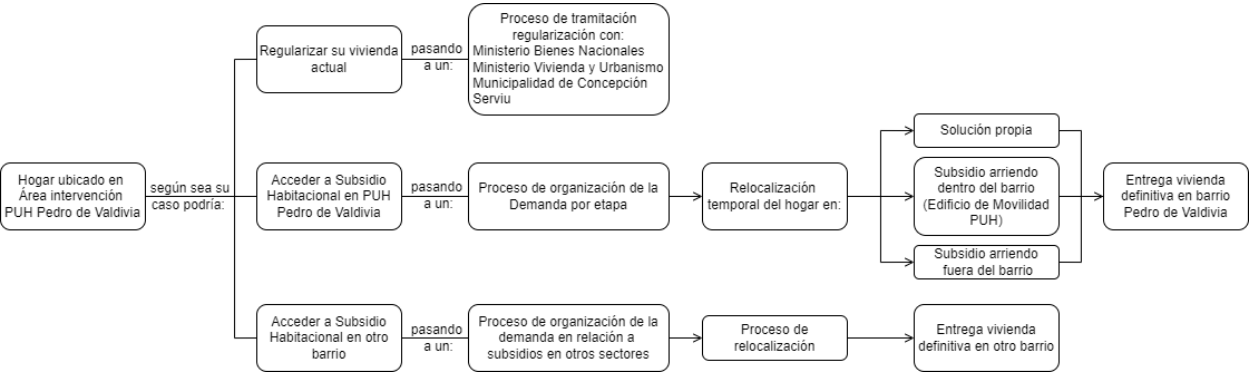 Hogar ubicado en
Área intervención
PUH Pedro de Valdivia
según sea su
caso podría:
Regularizar su vivienda
actual
pasando
a un:
Proceso de tramitación
regularización con:
Ministerio Bienes Nacionales
Ministerio Vivienda y Urbanismo
Municipalidad de Concepción
Serviu
Acceder a Subsidio
Habitacional en PUH
Pedro de Valdivia
pasando
a un:
Proceso de organización de la
Demanda por etapa
Relocalización
temporal del hogar en:
Solución propia
Subsidio arriendo
dentro del barrio
(Edificio de Movilidad
PUH)
Subsidio arriendo
fuera del barrio
Entrega vivienda
definitiva en barrio
Pedro de Valdivia
Acceder a Subsidio
Habitacional en otro
barrio
pasando
a un:
Proceso de organización de la
demanda en relación a
subsidios en otros sectores
Proceso de
relocalización
Entrega vivienda
definitiva en otro barrio